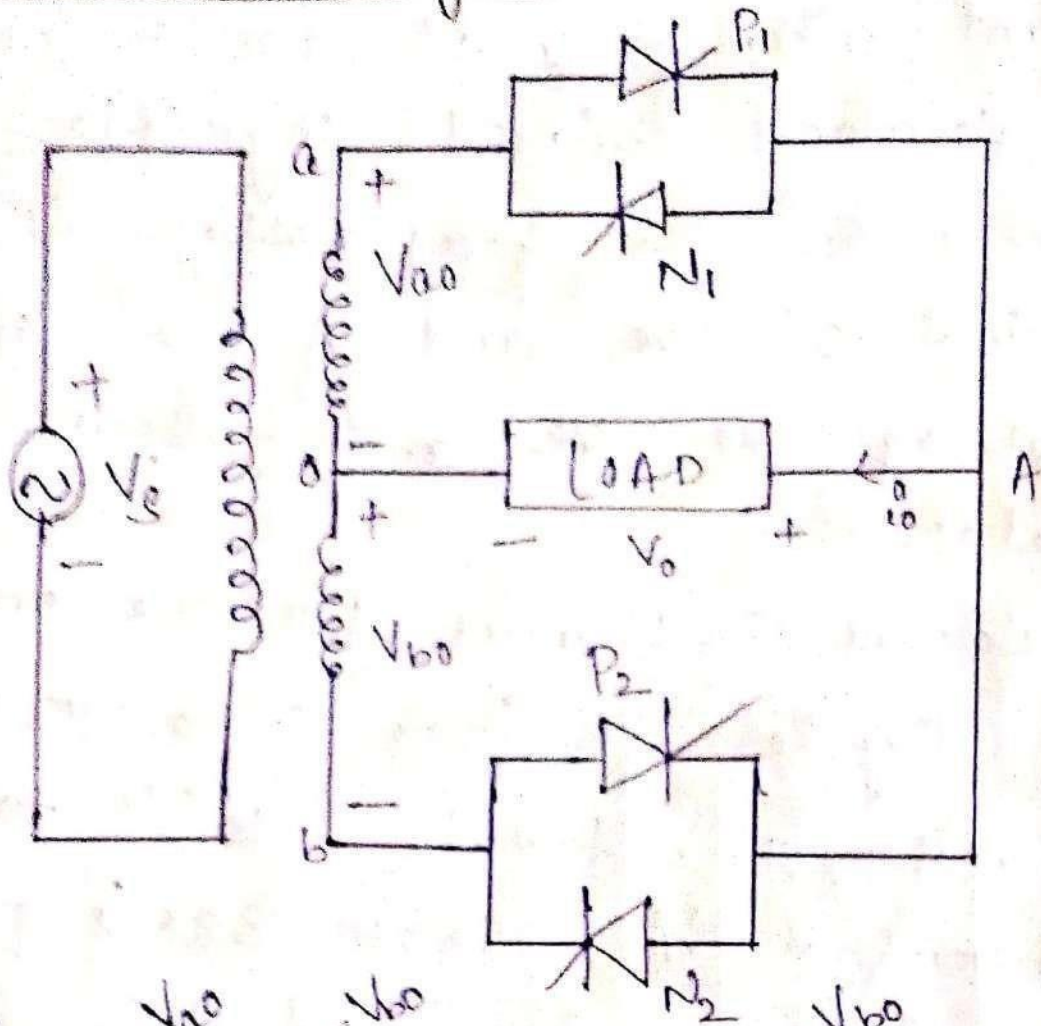 P1
a
+
Vao
N1
+
Vs
-
-
o
+
LOAD
-
Vo
+
io
A
Vbo
P2
-
b
N2
Vao
Vbo
Vbo